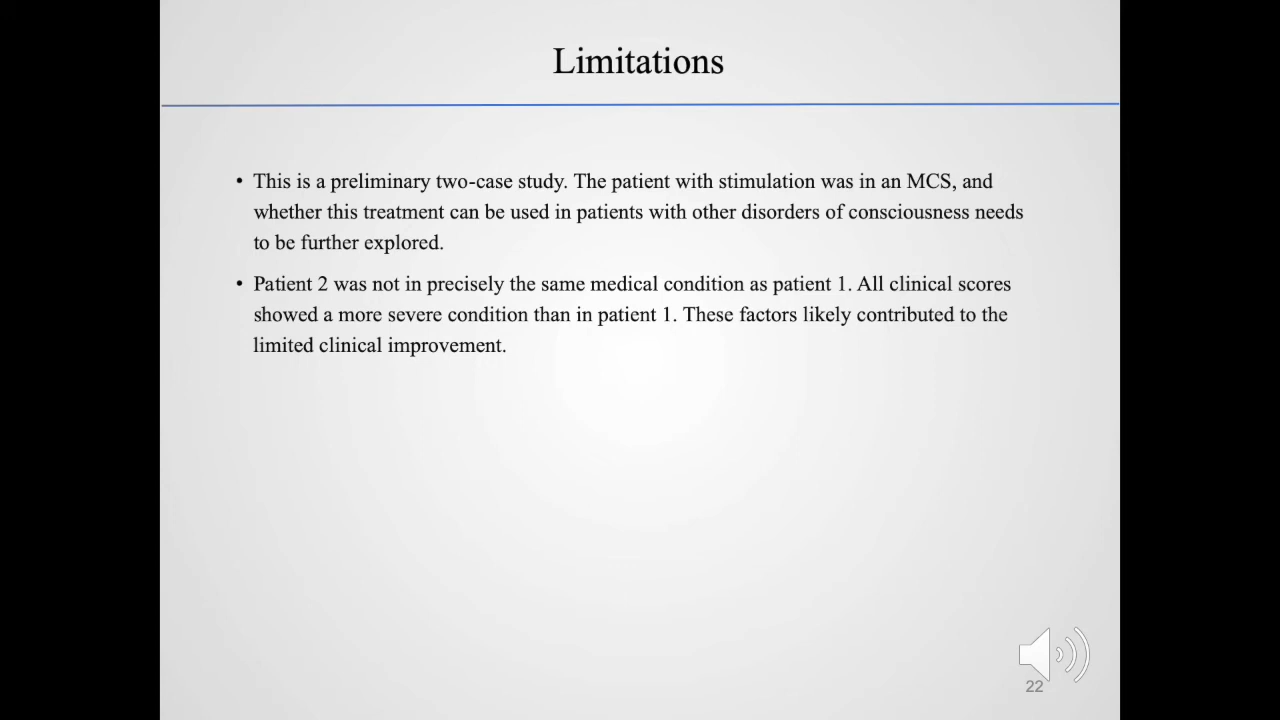 Limitations
• This is a preliminary two-case study. The patient with stimulation was in an MCS, and
whether this treatment can be used in patients with other disorders of consciousness needs
to be further explored.
• Patient 2 was not in precisely the same medical condition as patient 1. All clinical scores
showed a more severe condition than in patient 1. These factors likely contributed to the
limited clinical improvement.
22